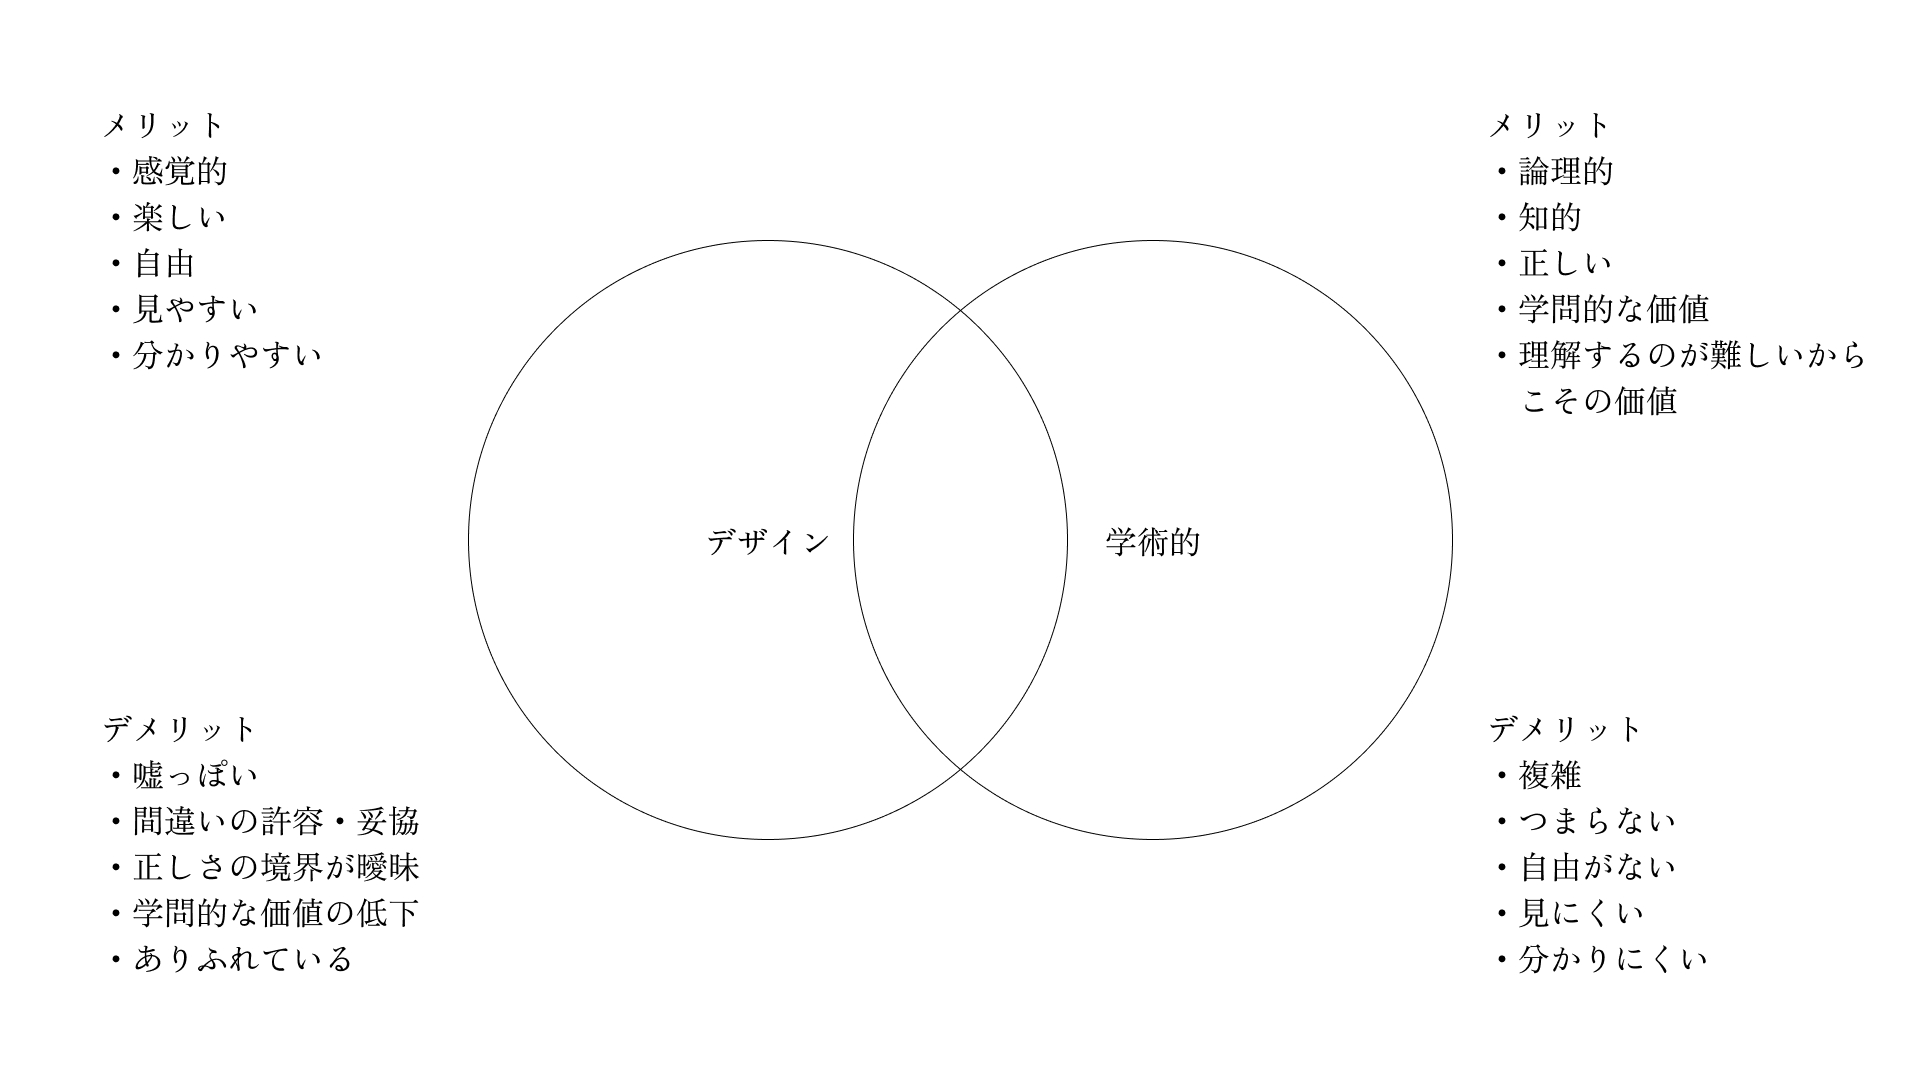 メリット
・感覚的
・楽しい
・自由
・見やすい
・分かりやすい
メリット
・論理的
・知的
・正しい
・学問的な価値
・理解するのが難しいから
こその価値
デザイン
学術的
デメリット
・嘘っぽい
・間違いの許容・妥協
・正しさの境界が曖昧
・学問的な価値の低下
・ありふれている
デメリット
・複雑
・つまらない
・自由がない
・見にくい
・分かりにくい